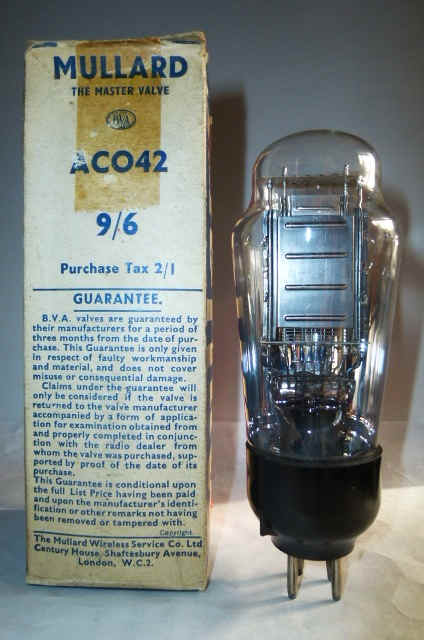 MULLARD
THE MASTER VALVE
BVA
ACO42
9/6
Purchase Tax 2/1
GUARANTEE.
B.V.A. valves are guaranteed by
their manufacturers for a period of
three months from the date of pur-
chase. This Guarantee is only given
in respect of faulty workmanship
and material, and does not cover
misuse or consequential damage.
Claims under the guarantee will
only be considered if the valve is
returned to the valve manufacturer
accompanied by a form of applica-
tion for examination obtained from
and properly completed in conjunc-
tion with the radio dealer from
whom the valve was purchased, sup-
ported by proof of the date of its
purchase.
This Guarantee is conditional upon
the full List Price having been paid
and upon the manufacturer's identi-
fication or other remarks not having
been removed or tampered with.
Copyright.
The Mullard Wireless Service Co. Ltd
Century House, Shaftesbury Avenue,
London, W.C.2.